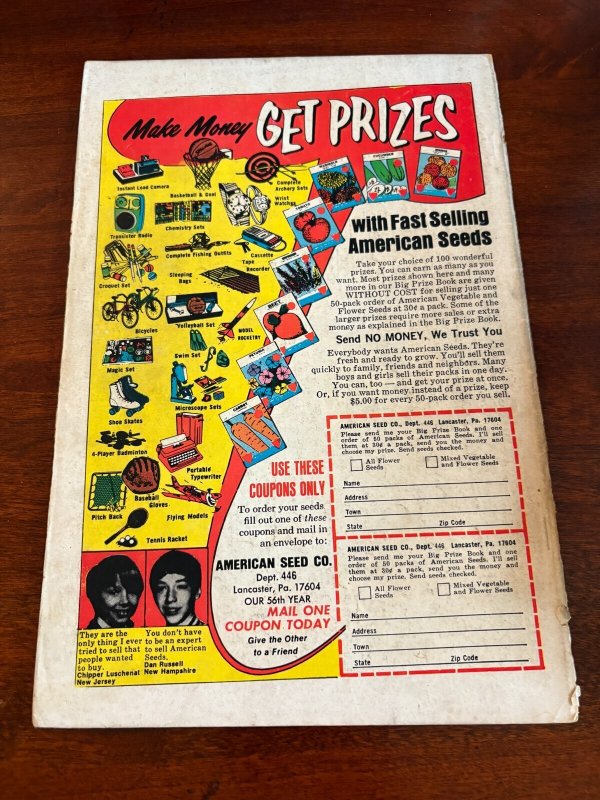 Make Money GET PRIZES
Instant Load Camera
Basketball & Goal
Complete
Archery Sets
Wrist
Watches
Transistor Radio
Chemistry Sets
Complete Fishing Outfits
Cassette
Tape
Recorder
Croquet Set
Sleeping
Bags
Bicycles
Volleyball Set
MODEL
ROCKETRY
Magic Set
Swim Set
Shoe Skates
Microscope Sets
4-Player Badminton
Portable
Typewriter
Baseball
Gloves
Pitch Back
Flying Models
Tennis Racket
with Fast Selling
American Seeds
Take your choice of 100 wonderful
prizes. You can earn as many as you
want. Most prizes shown here and many
more in our Big Prize Book are given
WITHOUT COST for selling just one
50-pack order of American Vegetable and
Flower Seeds at 30¢ a pack. Some of the
larger prizes require more sales or extra
money as explained in the Big Prize Book.
Send NO MONEY, We Trust You
Everybody wants American Seeds. They're
fresh and ready to grow. You'll sell them
quickly to family, friends and neighbors. Many
boys and girls sell their packs in one day.
You can, too — and get your prize at once.
Or, if you want money instead of a prize, keep
$5.00 for every 50-pack order you sell.
USE THESE
COUPONS ONLY
To order your seeds
fill out one of these
coupons and mail in
an envelope to:
AMERICAN SEED CO.
Dept. 446
Lancaster, Pa. 17604
OUR 56th YEAR
MAIL ONE
COUPON TODAY
Give the Other
to a Friend
AMERICAN SEED CO., Dept. 446 Lancaster, Pa. 17604
Please send me your Big Prize Book and one
order of 50 packs of American Seeds. I'll sell
them at 30¢ a pack, send you the money and
choose my prize. Send seeds checked.
All Flower
Seeds
Mixed Vegetable
and Flower Seeds
Name
Address
Town
State Zip Code
AMERICAN SEED CO., Dept. 446 Lancaster, Pa. 17604
Please send me your Big Prize Book and one
order of 50 packs of American Seeds. I'll sell
them at 30¢ a pack, send you the money and
choose my prize. Send seeds checked.
All Flower
Seeds
Mixed Vegetable
and Flower Seeds
Name
Address
Town
State Zip Code
They are the
only thing I ever
tried to sell that
people wanted
to buy.
Chipper Luschenat
New Jersey
You don't have
to be an expert
to sell American
Seeds.
Dan Russell
New Hampshire